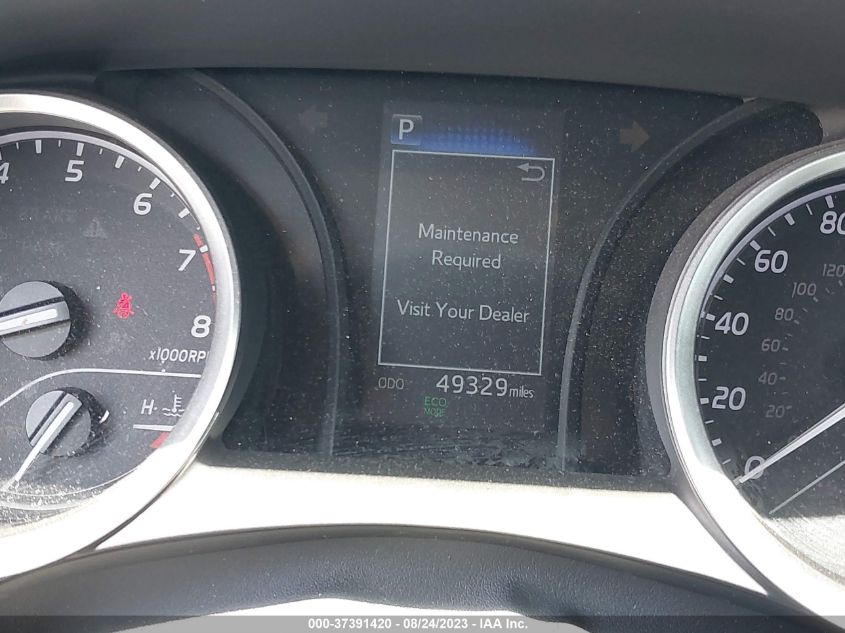 P
Maintenance
Required
Visit Your Dealer
ODO 49329 miles
ECO
MODE
4 5 6 7 8
x1000RP
H
0 20 40 60 80
20 40 60 80 100 120
000-37391420 - 08/24/2023 - IAA Inc.